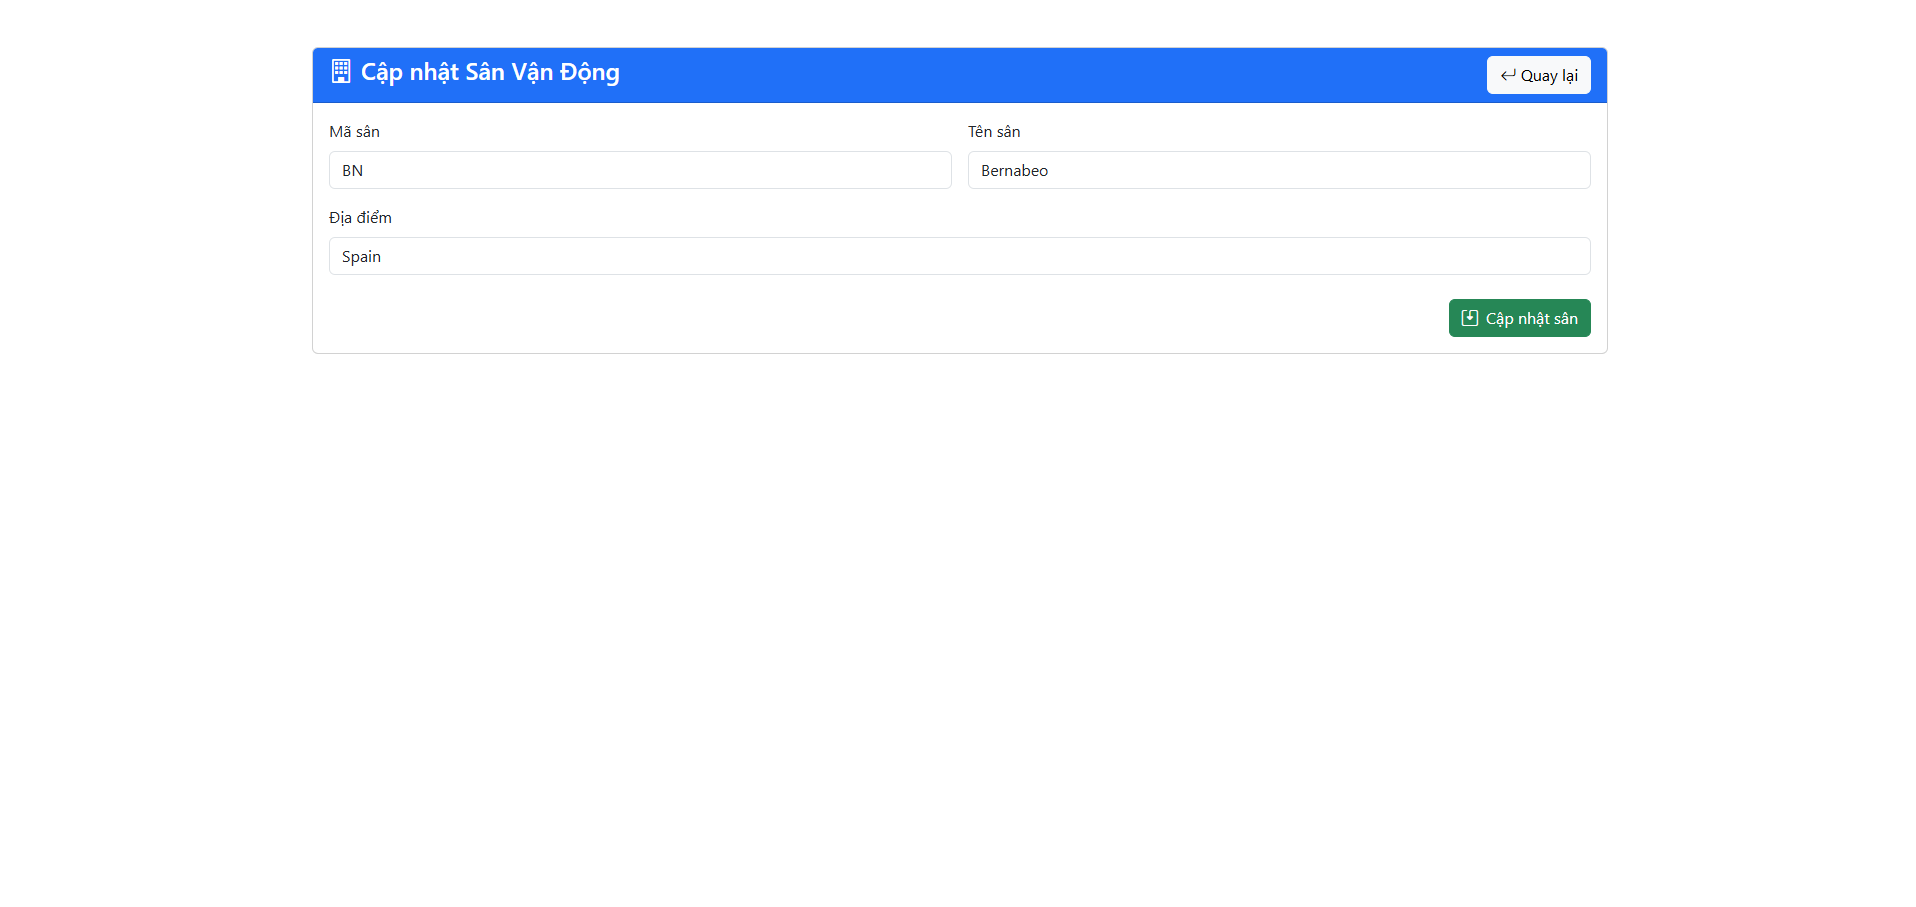 Cập nhật Sân Vận Động
Quay lại
Mã sân
Tên sân
BN
Bernabeo
Địa điểm
Spain
Cập nhật sân